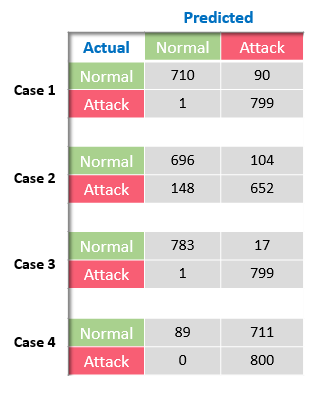 Predicted
Actual Normal Attack
Case 1
Normal 710 90
Attack 1 799
Case 2
Normal 696 104
Attack 148 652
Case 3
Normal 783 17
Attack 1 799
Case 4
Normal 89 711
Attack 0 800